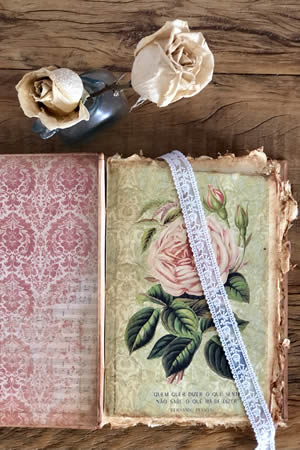 QUEM QUER DIZER O QUE SENTE
NÃO SABE O QUE HÁ DE DIZER
FERNANDO PESSOA